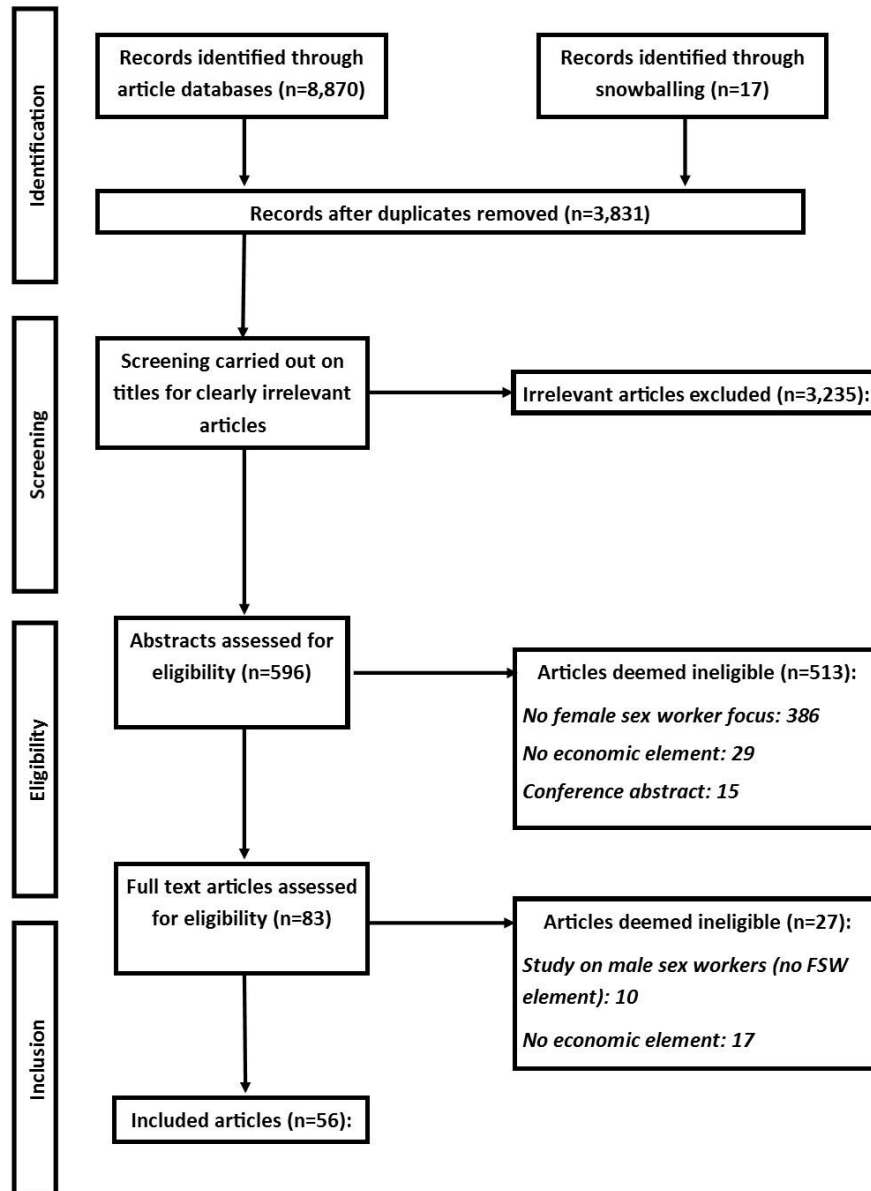 Identification
Records identified through
article databases (n=8,870)
Records identified through
snowballing (n=17)
Records after duplicates removed (n=3,831)
Screening
Screening carried out on
titles for clearly irrelevant
articles
Irrelevant articles excluded (n=3,235):
Eligibility
Abstracts assessed for
eligibility (n=596)
Articles deemed ineligible (n=513):
No female sex worker focus: 386
No economic element: 29
Conference abstract: 15
Full text articles assessed
for eligibility (n=83)
Articles deemed ineligible (n=27):
Study on male sex workers (no FSW
element): 10
No economic element: 17
Inclusion
Included articles (n=56):